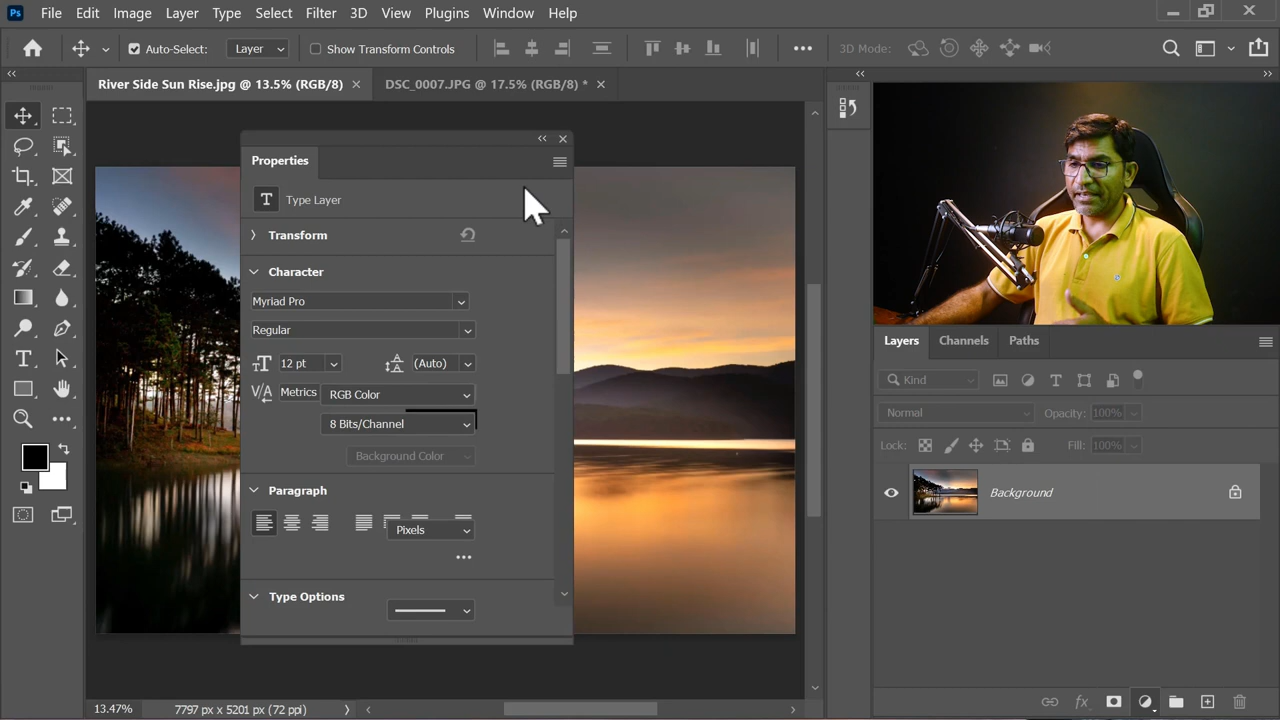 Ps File Edit Image Layer Type Select Filter 3D View Plugins Window Help
Auto-Select: Layer Show Transform Controls 3D Mode:
River Side Sun Rise.jpg @ 13.5% (RGB/8) DSC_0007.JPG @ 17.5% (RGB/8) *
Properties
T Type Layer
Transform
Character
Myriad Pro
Regular
12 pt (Auto)
Metrics RGB Color
8 Bits/Channel
Background Color
Paragraph
Pixels
Type Options
13.47% 7797 px x 5201 px (72 ppi)
Layers Channels Paths
Kind
Normal Opacity: 100%
Lock: Fill: 100%
Background
fx